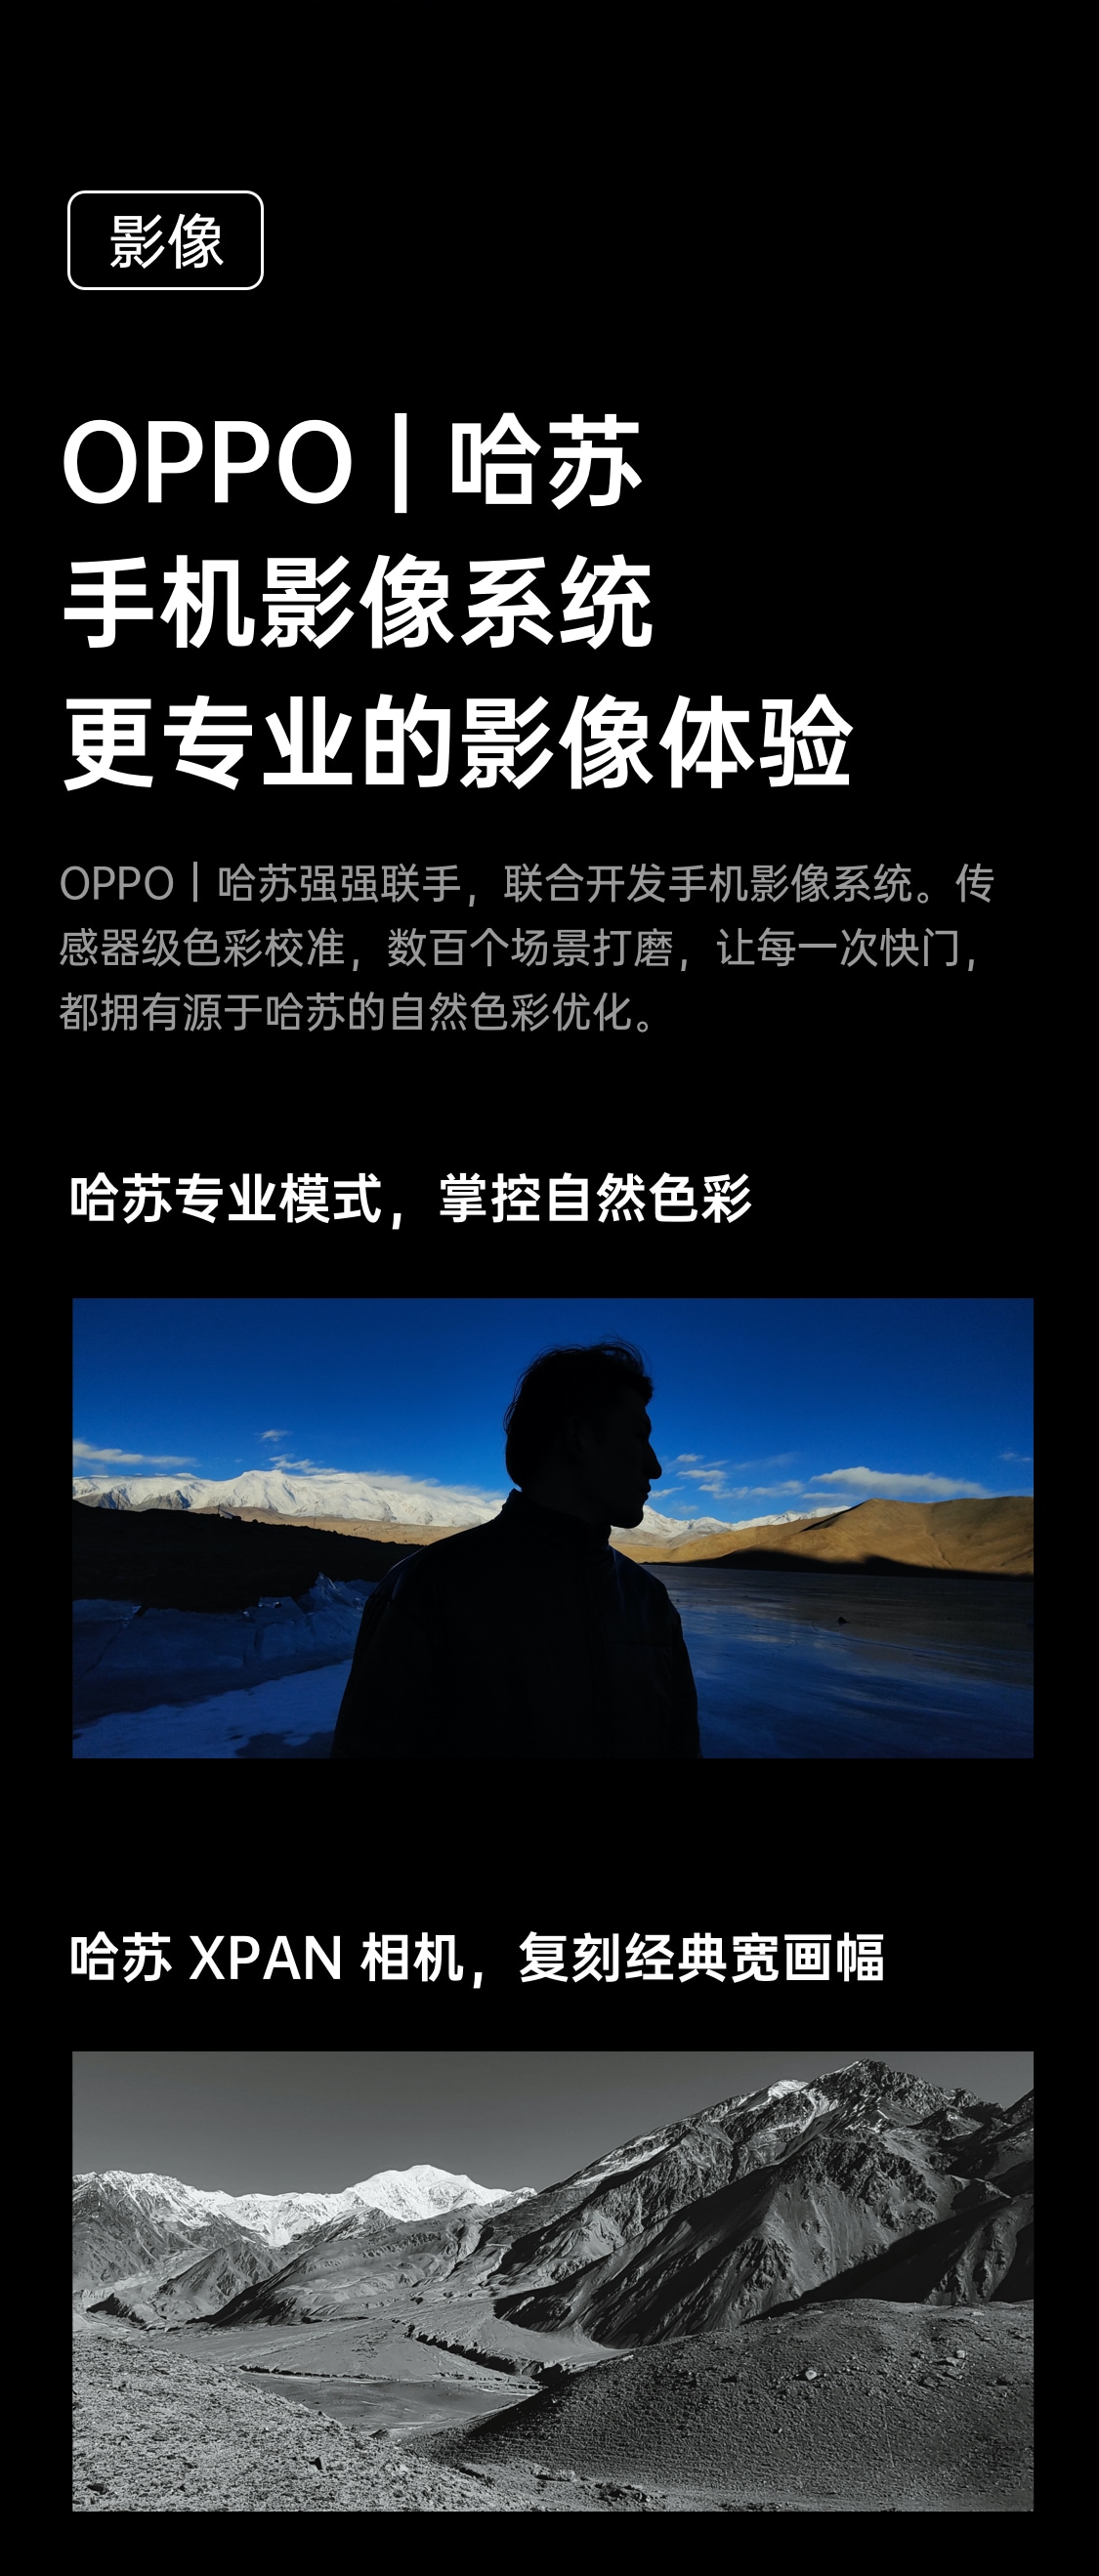 影像
OPPO | 哈苏
手机影像系统
更专业的影像体验
OPPO | 哈苏强强联手，联合开发手机影像系统。传
感器级色彩校准，数百个场景打磨，让每一次快门，
都拥有源于哈苏的自然色彩优化。
哈苏专业模式，掌控自然色彩
哈苏 XPAN 相机，复刻经典宽画幅